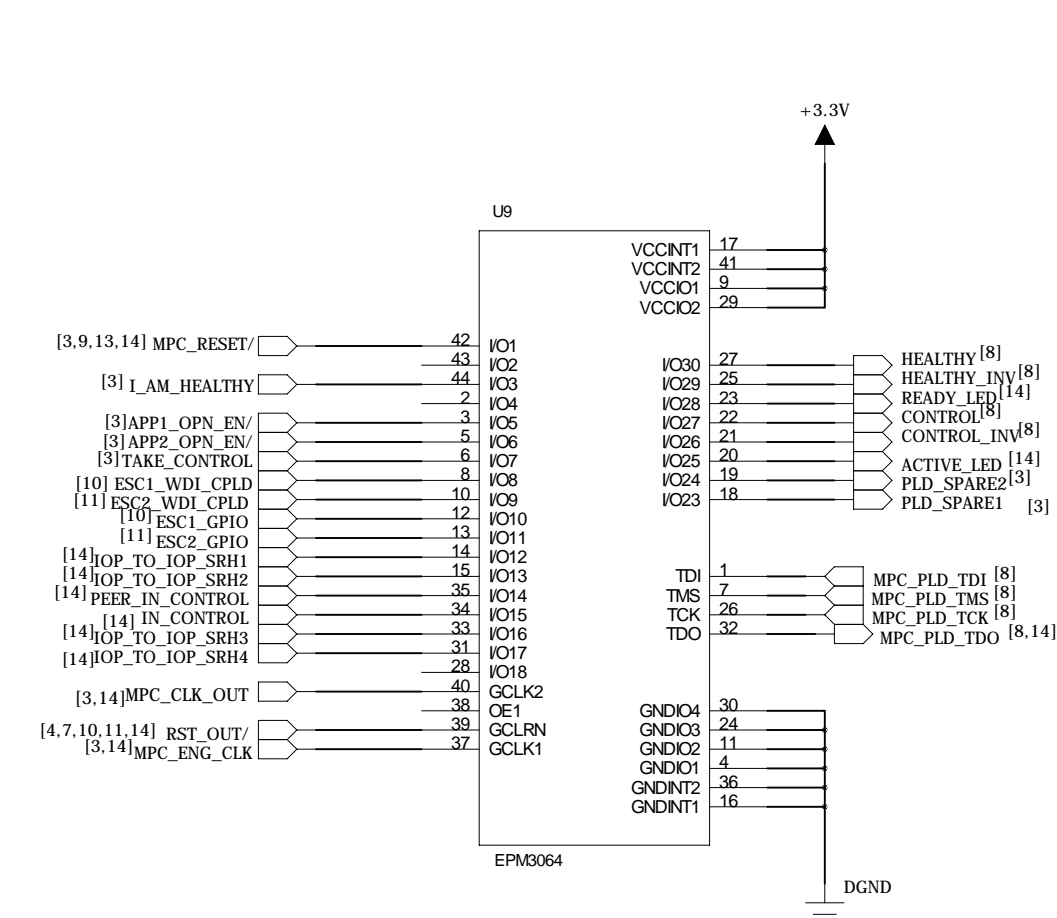 +3.3V
U9
VCCINT1 17
VCCINT2 41
VCCIO1 9
VCCIO2 29
[3,9,13,14] MPC_RESET/ 42 I/O1
43 I/O2
[3] I_AM_HEALTHY 44 I/O3
2 I/O4
[3]APP1_OPN_EN/ 3 I/O5
[3]APP2_OPN_EN/ 5 I/O6
[3]TAKE_CONTROL 6 I/O7
[10] ESC1_WDI_CPLD 8 I/O8
[11] ESC2_WDI_CPLD 10 I/O9
[10] ESC1_GPIO 12 I/O10
[11] ESC2_GPIO 13 I/O11
[14]IOP_TO_IOP_SRH1 14 I/O12
[14]IOP_TO_IOP_SRH2 15 I/O13
[14] PEER_IN_CONTROL 35 I/O14
[14] IN_CONTROL 34 I/O15
[14]IOP_TO_IOP_SRH3 33 I/O16
[14]IOP_TO_IOP_SRH4 31 I/O17
28 I/O18
[3,14]MPC_CLK_OUT 40 GCLK2
38 OE1
[4,7,10,11,14] RST_OUT/ 39 GCLRN
[3,14]MPC_ENG_CLK 37 GCLK1
I/O30 27 HEALTHY [8]
I/O29 25 HEALTHY_INV [8]
I/O28 23 READY_LED [14]
I/O27 22 CONTROL [8]
I/O26 21 CONTROL_INV [8]
I/O25 20 ACTIVE_LED [14]
I/O24 19 PLD_SPARE2 [3]
I/O23 18 PLD_SPARE1 [3]
TDI 1 MPC_PLD_TDI [8]
TMS 7 MPC_PLD_TMS [8]
TCK 26 MPC_PLD_TCK [8]
TDO 32 MPC_PLD_TDO [8,14]
GNDIO4 30
GNDIO3 24
GNDIO2 11
GNDIO1 4
GNDINT2 36
GNDINT1 16
EPM3064
DGND